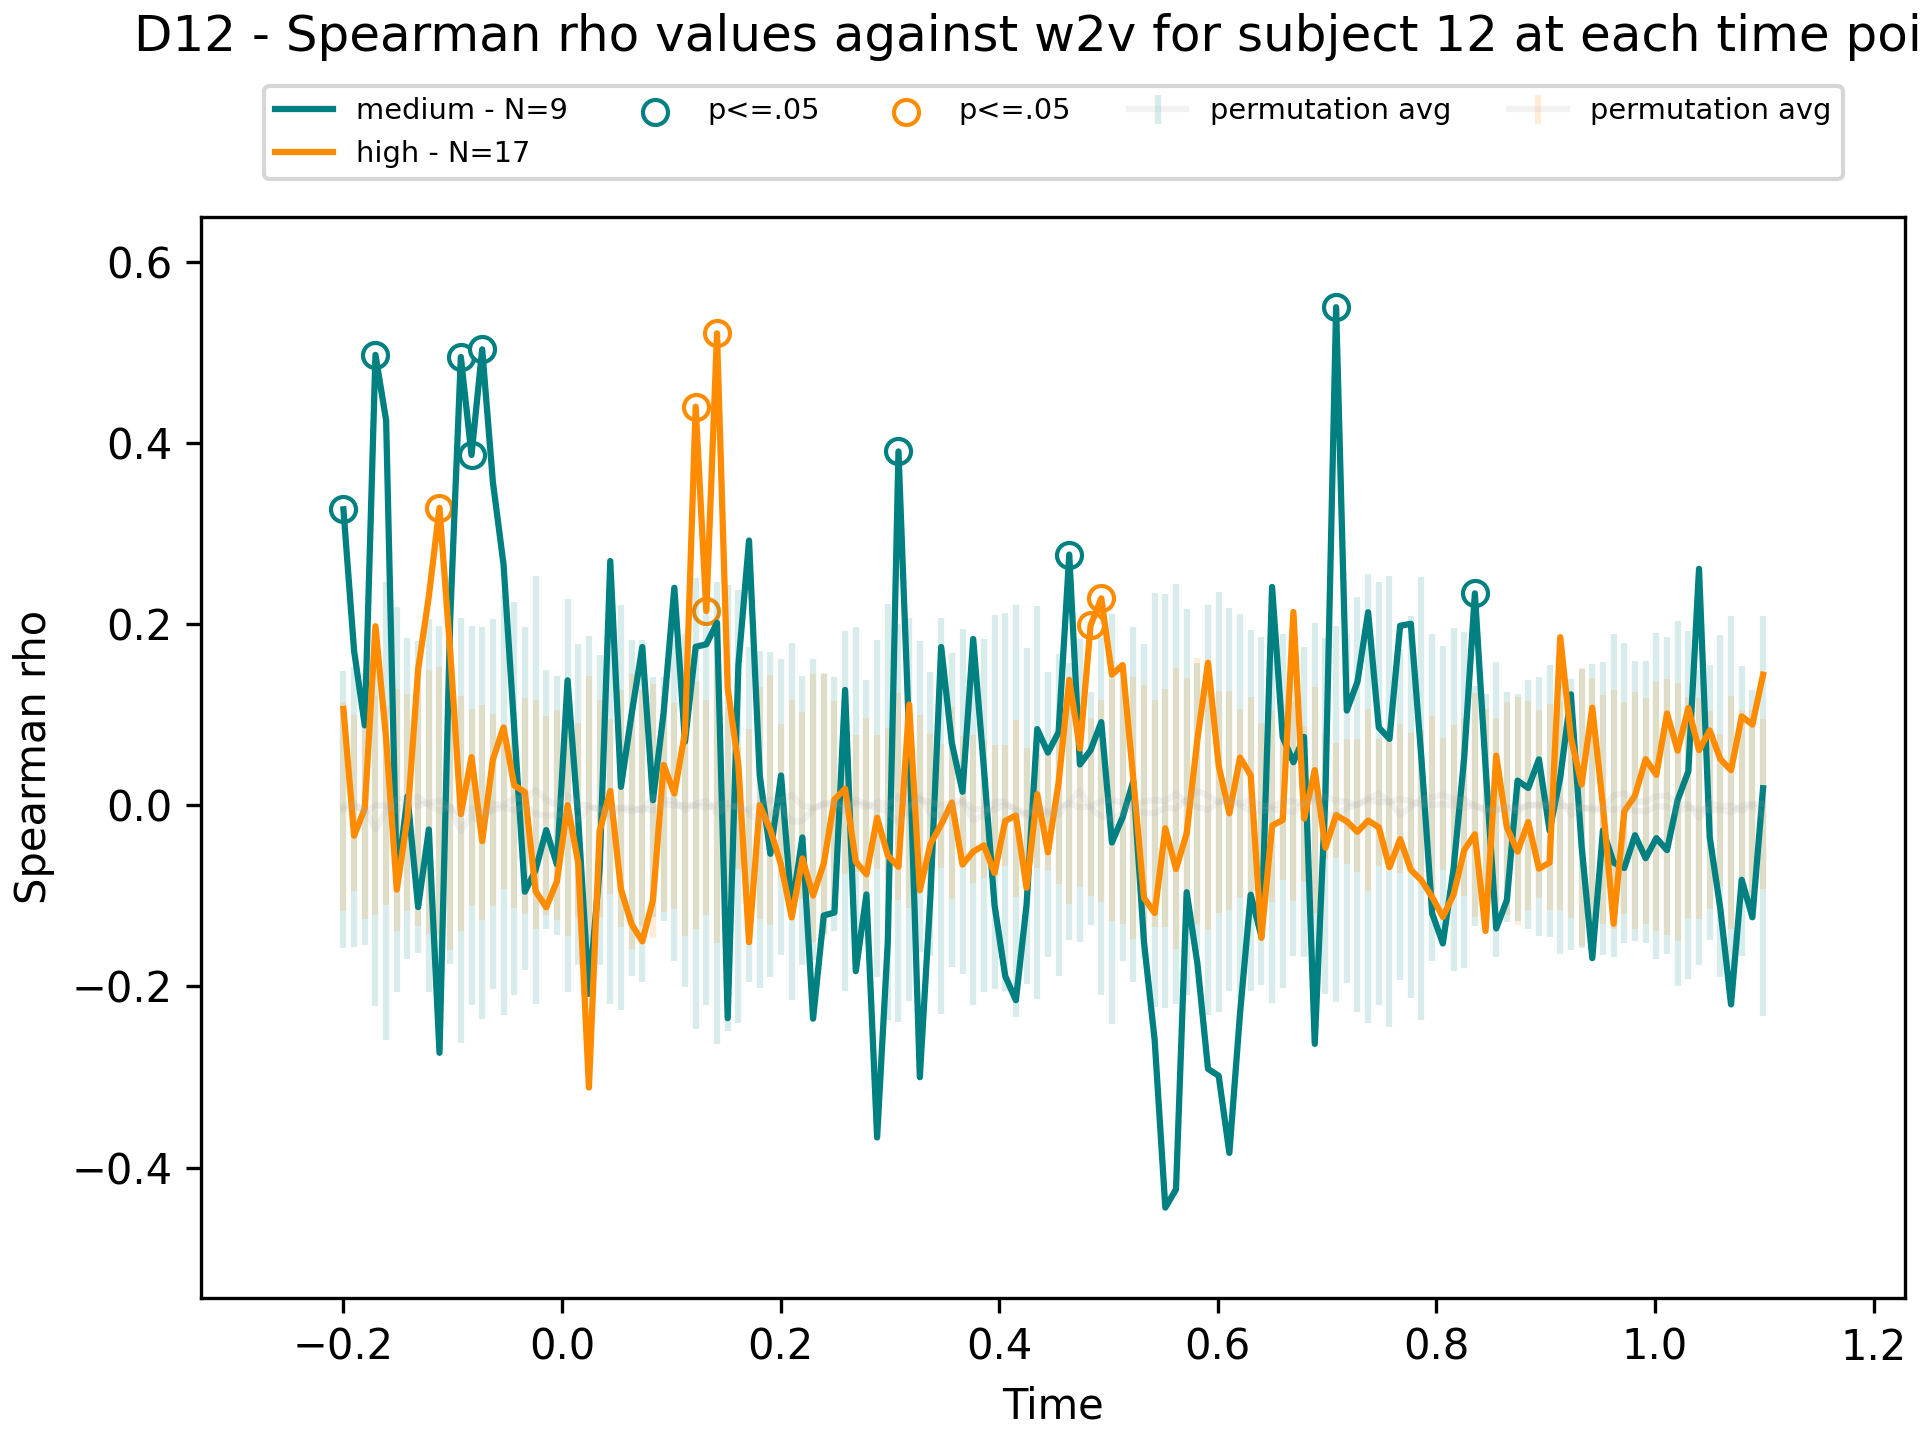 D12 - Spearman rho values against w2v for subject 12 at each time poi
medium - N=9
high - N=17
p<=.05
p<=.05
permutation avg
permutation avg
Spearman rho
0.6
0.4
0.2
0.0
−0.2
−0.4
−0.2 0.0 0.2 0.4 0.6 0.8 1.0 1.2
Time